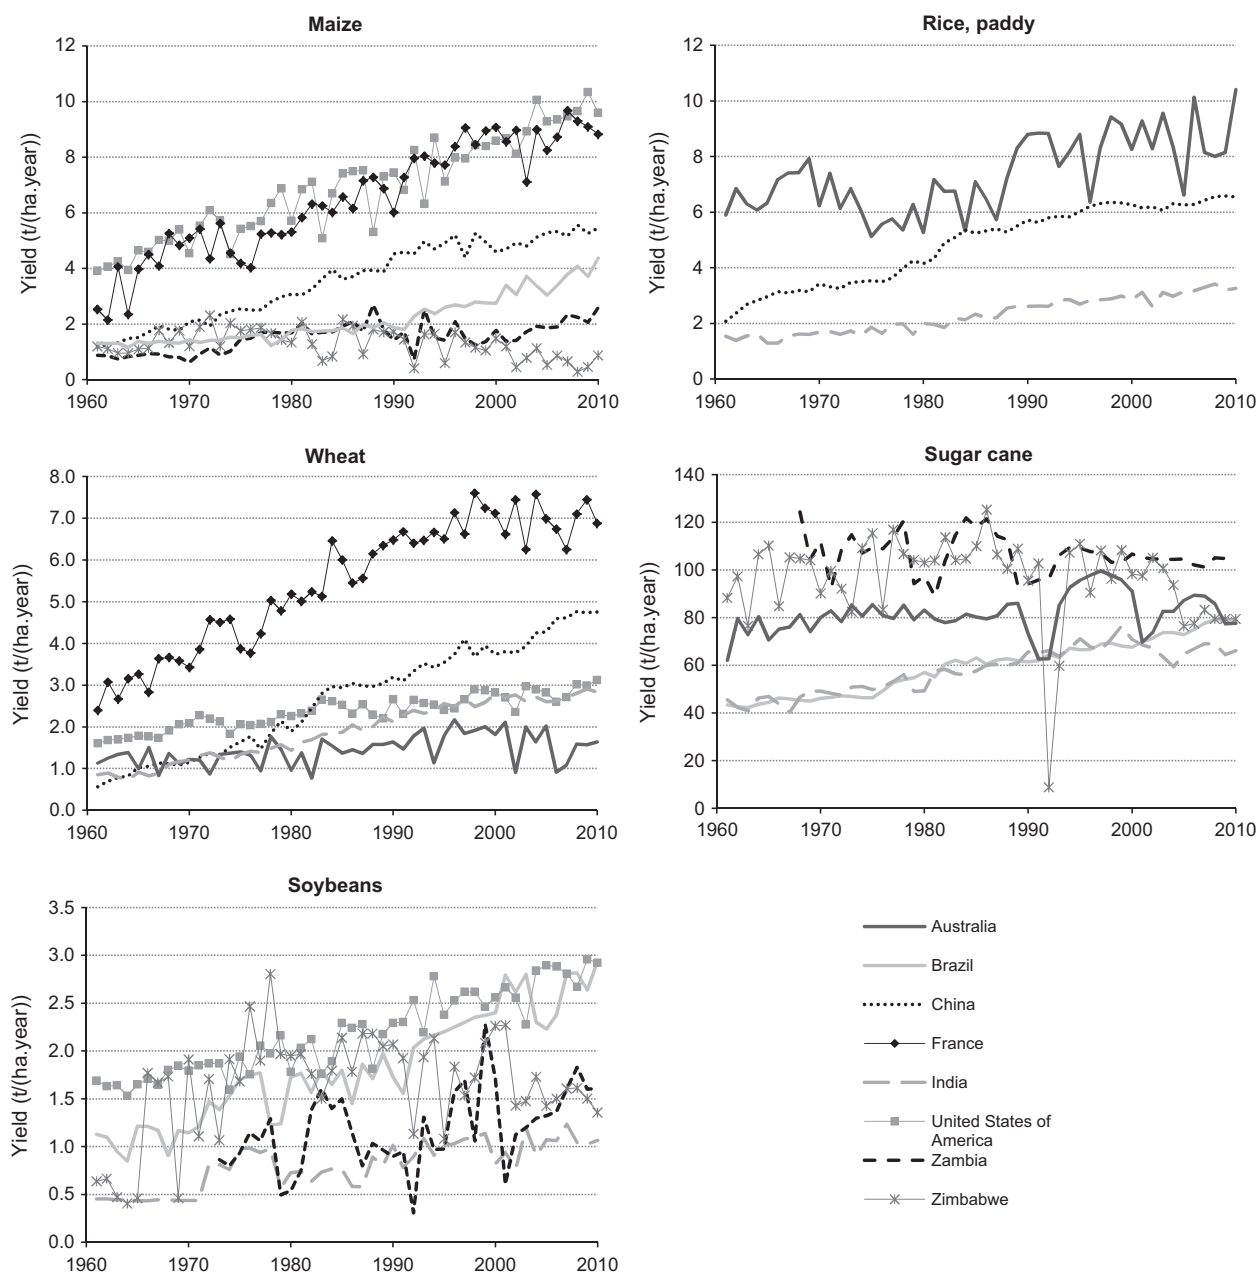 Maize
Yield (t/(ha.year))
12
10
8
6
4
2
0
1960 1970 1980 1990 2000 2010
Rice, paddy
Yield (t/(ha.year))
12
10
8
6
4
2
0
1960 1970 1980 1990 2000 2010
Wheat
Yield (t/(ha.year))
8.0
7.0
6.0
5.0
4.0
3.0
2.0
1.0
0.0
1960 1970 1980 1990 2000 2010
Sugar cane
Yield (t/(ha.year))
140
120
100
80
60
40
20
0
1960 1970 1980 1990 2000 2010
Soybeans
Yield (t/(ha.year))
3.5
3.0
2.5
2.0
1.5
1.0
0.5
0.0
1960 1970 1980 1990 2000 2010
Australia
Brazil
China
France
India
United States of
America
Zambia
Zimbabwe